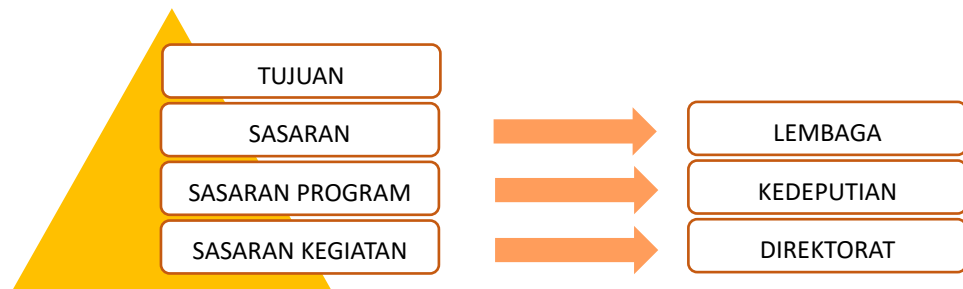 TUJUAN
SASARAN
LEMBAGA
SASARAN PROGRAM
KEDEPUTIAN
SASARAN KEGIATAN
DIREKTORAT